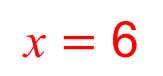 x = 6